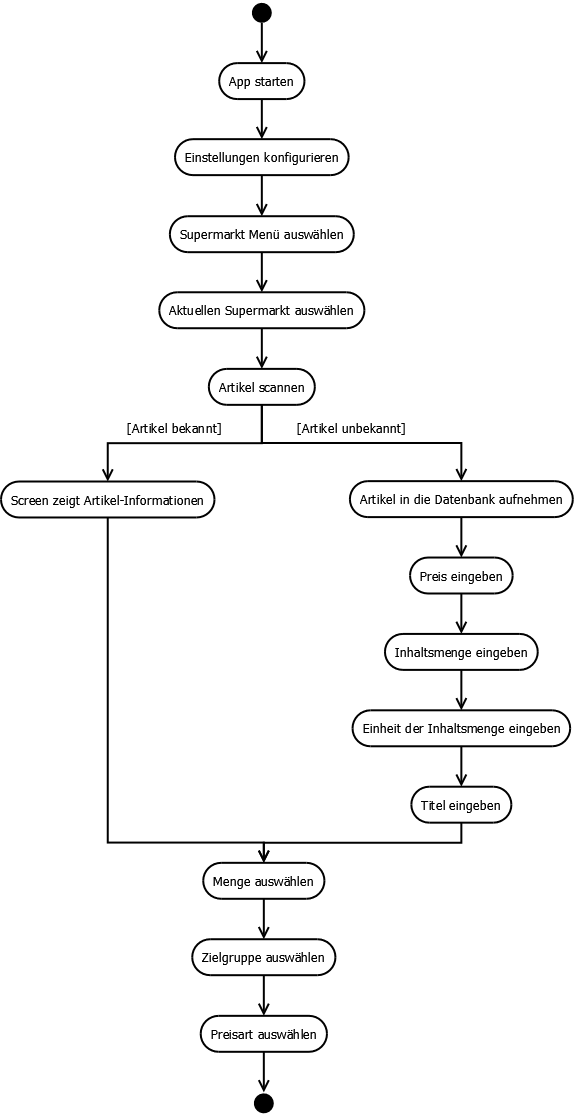 App starten
Einstellungen konfigurieren
Supermarkt Menü auswählen
Aktuellen Supermarkt auswählen
Artikel scannen
[Artikel bekannt]
[Artikel unbekannt]
Screen zeigt Artikel-Informationen
Artikel in die Datenbank aufnehmen
Preis eingeben
Inhaltsmenge eingeben
Einheit der Inhaltsmenge eingeben
Titel eingeben
Menge auswählen
Zielgruppe auswählen
Preisart auswählen